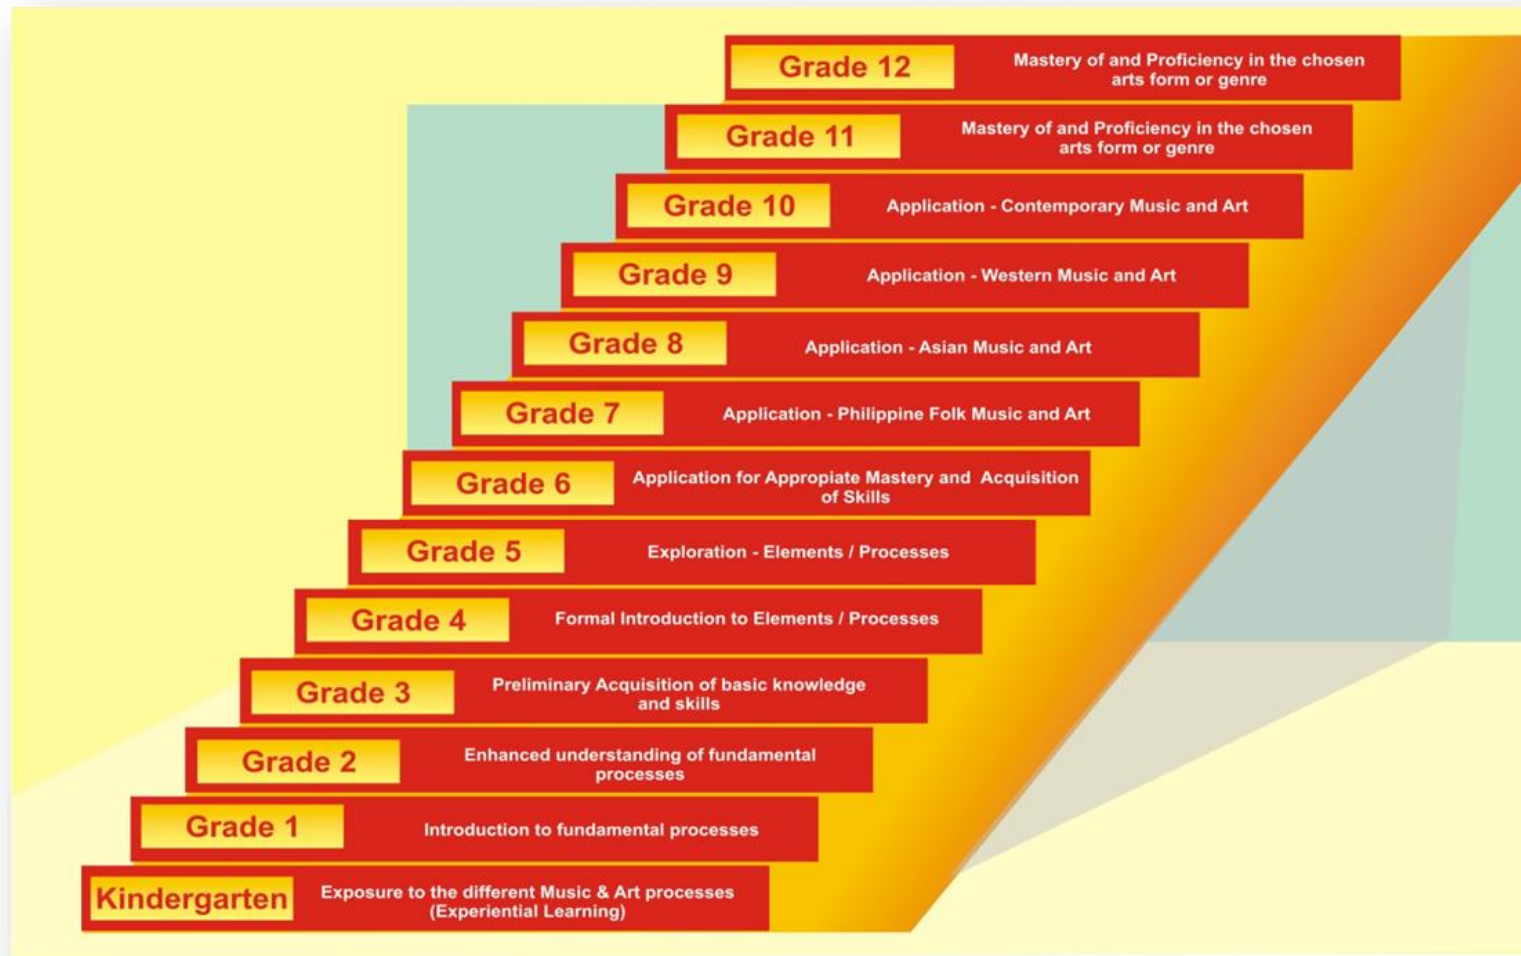 Grade 12
Mastery of and Proficiency in the chosen
arts form or genre
Grade 11
Mastery of and Proficiency in the chosen
arts form or genre
Grade 10
Application - Contemporary Music and Art
Grade 9
Application - Western Music and Art
Grade 8
Application - Asian Music and Art
Grade 7
Application - Philippine Folk Music and Art
Grade 6
Application for Appropiate Mastery and Acquisition
of Skills
Grade 5
Exploration - Elements / Processes
Grade 4
Formal Introduction to Elements / Processes
Grade 3
Preliminary Acquisition of basic knowledge
and skills
Grade 2
Enhanced understanding of fundamental
processes
Grade 1
Introduction to fundamental processes
Kindergarten
Exposure to the different Music & Art processes
(Experiential Learning)